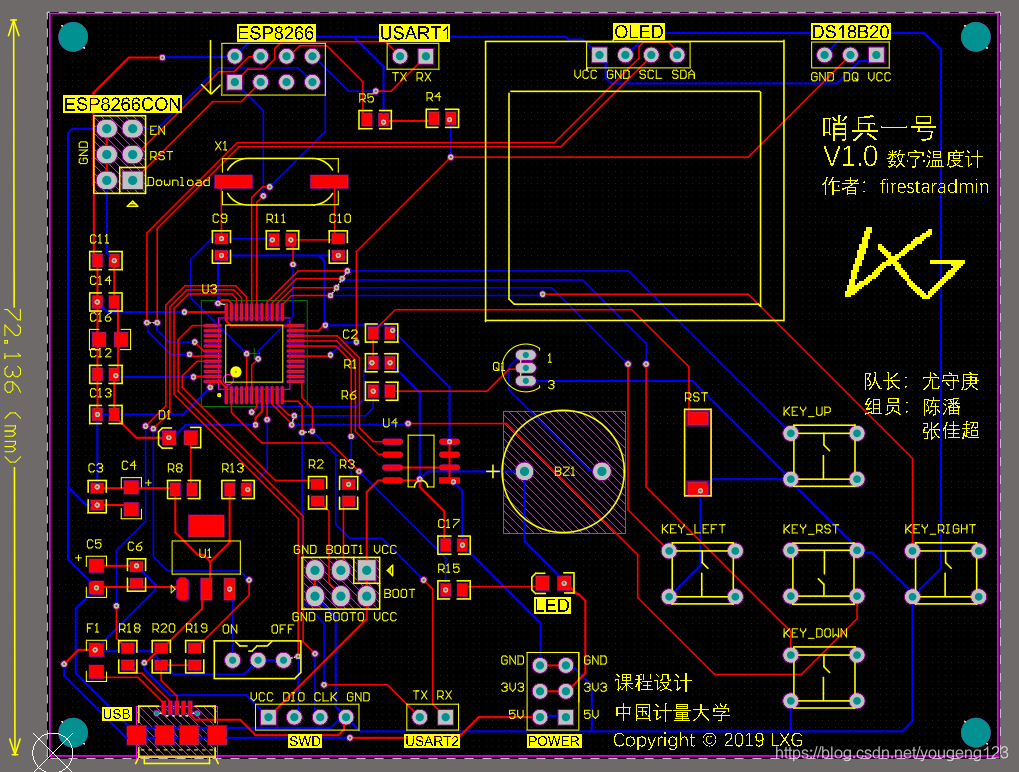 ESP8266
USART1
OLED
DS18B20
TX RX
VCC GND SCL SDA
GND DQ VCC
ESP8266CON
R5
R4
EN
GND
RST
Download
X1
哨兵一号
V1.0 数字温度计
作者: firestaradmin
LXG
C9
R11
C10
C11
C14
U3
C16
C2
C12
R1
Q1
1
3
C13
R6
队长: 尤守庚
组员: 陈潘
张佳超
RST
KEY_UP
D1
U4
72.136 (mm)
C3
C4
+
R8
R13
R2
R3
+
BZ1
C17
KEY_LEFT
KEY_RST
KEY_RIGHT
C5
+
C6
U1
GND BOOT1 VCC
R15
BOOT
LED
GND BOOT0 VCC
F1
R18
R20
R19
ON
OFF
KEY_DOWN
GND
GND
3V3
3V3
5V
5V
课程设计
中国计量大学
Copyright © 2019 LXG
VCC DIO CLK GND
TX RX
USB
SWD
USART2
POWER
https://blog.csdn.net/yougeng123